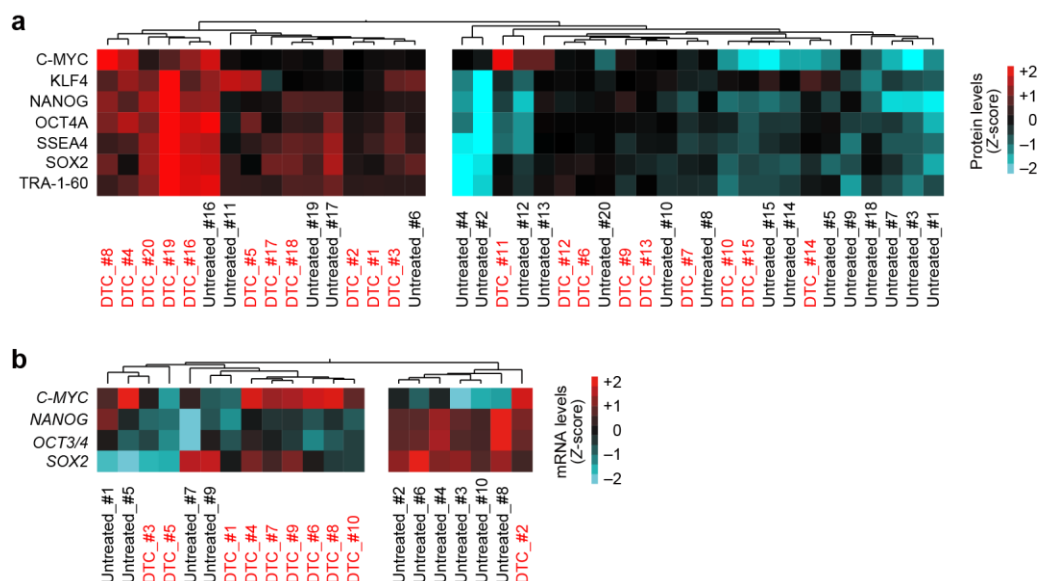 a
C-MYC
KLF4
NANOG
OCT4A
SSEA4
SOX2
TRA-1-60
DTC_#8
DTC_#4
DTC_#20
DTC_#19
DTC_#16
Untreated_#16
Untreated_#11
DTC_#5
DTC_#17
DTC_#18
Untreated_#19
Untreated_#17
DTC_#2
DTC_#1
DTC_#3
Untreated_#6
Untreated_#4
Untreated_#2
DTC_#11
Untreated_#12
Untreated_#13
DTC_#12
DTC_#6
Untreated_#20
DTC_#9
DTC_#13
Untreated_#10
DTC_#7
Untreated_#8
DTC_#10
DTC_#15
Untreated_#15
Untreated_#14
DTC_#14
Untreated_#5
Untreated_#9
Untreated_#18
Untreated_#7
Untreated_#3
Untreated_#1
Protein levels
(Z-score)
+2
+1
0
–1
–2
b
C-MYC
NANOG
OCT3/4
SOX2
Untreated_#1
Untreated_#5
DTC_#3
DTC_#5
Untreated_#7
Untreated_#9
DTC_#1
DTC_#4
DTC_#7
DTC_#9
DTC_#6
DTC_#8
DTC_#10
Untreated_#2
Untreated_#6
Untreated_#4
Untreated_#3
Untreated_#10
Untreated_#8
DTC_#2
mRNA levels
(Z-score)
+2
+1
0
–1
–2